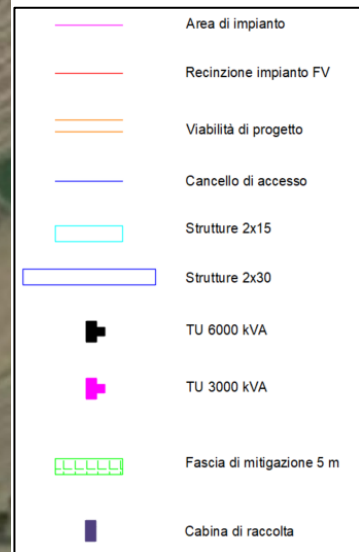 Area di impianto
Recinzione impianto FV
Viabilità di progetto
Cancello di accesso
Strutture 2x15
Strutture 2x30
TU 6000 kVA
TU 3000 kVA
Fascia di mitigazione 5 m
Cabina di raccolta